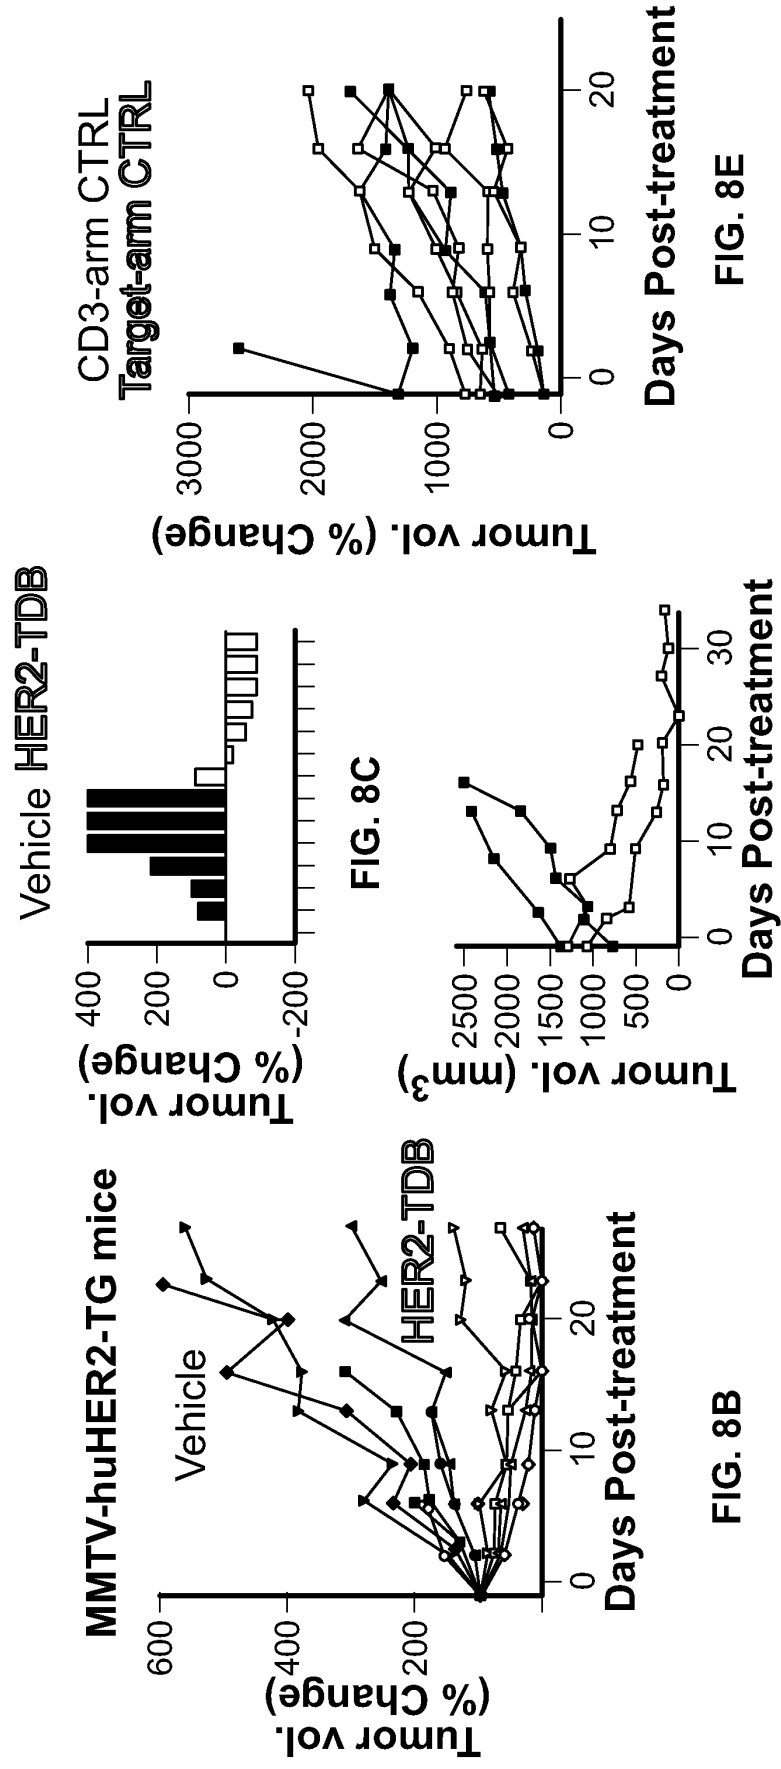 MMTV-huHER2-TG mice
Vehicle
HER2-TDB
Tumor vol.
(% Change)
600
400
200
0
10
20
Days Post-treatment
FIG. 8B
Vehicle HER2-TDB
Tumor vol.
(% Change)
400
200
0
-200
FIG. 8C
Tumor vol. (mm3)
2500
2000
1500
1000
500
0
0
10
20
30
Days Post-treatment
CD3-arm CTRL
Target-arm CTRL
Tumor vol. (% Change)
3000
2000
1000
0
0
10
20
Days Post-treatment
FIG. 8E